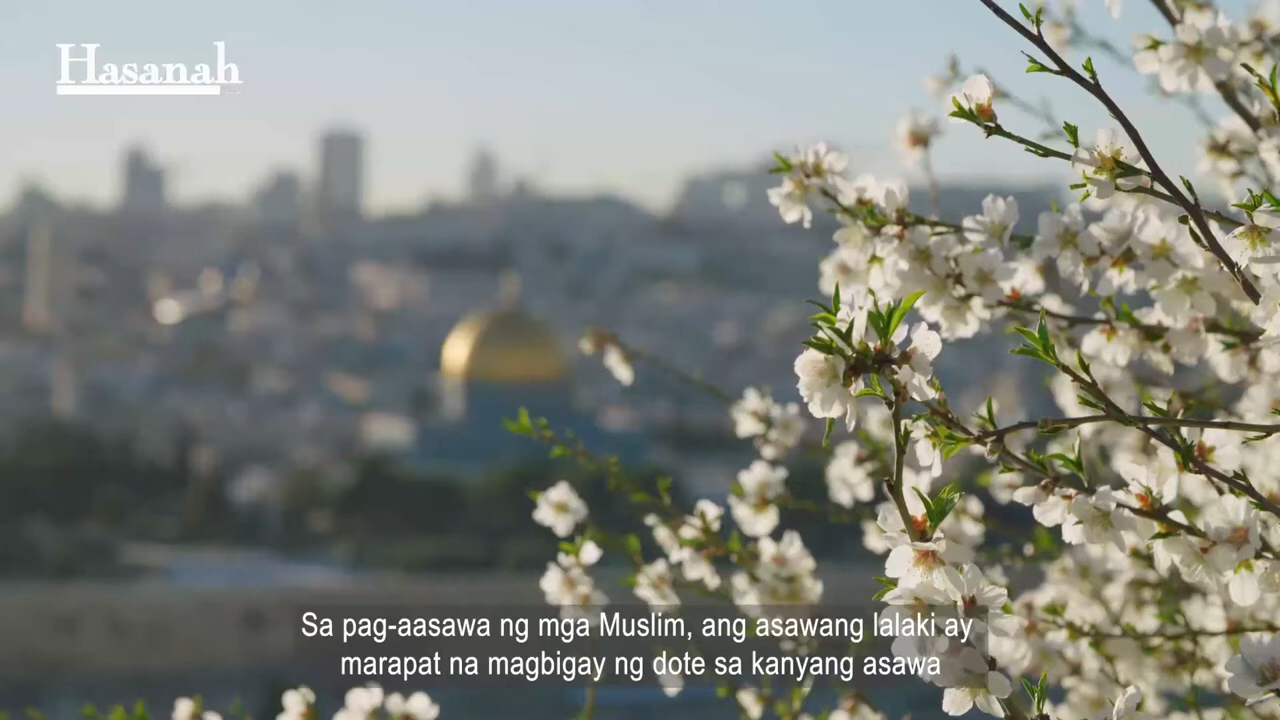 Hasanah
Sa pag-aasawa ng mga Muslim, ang asawang lalaki ay
marapat na magbigay ng dote sa kanyang asawa